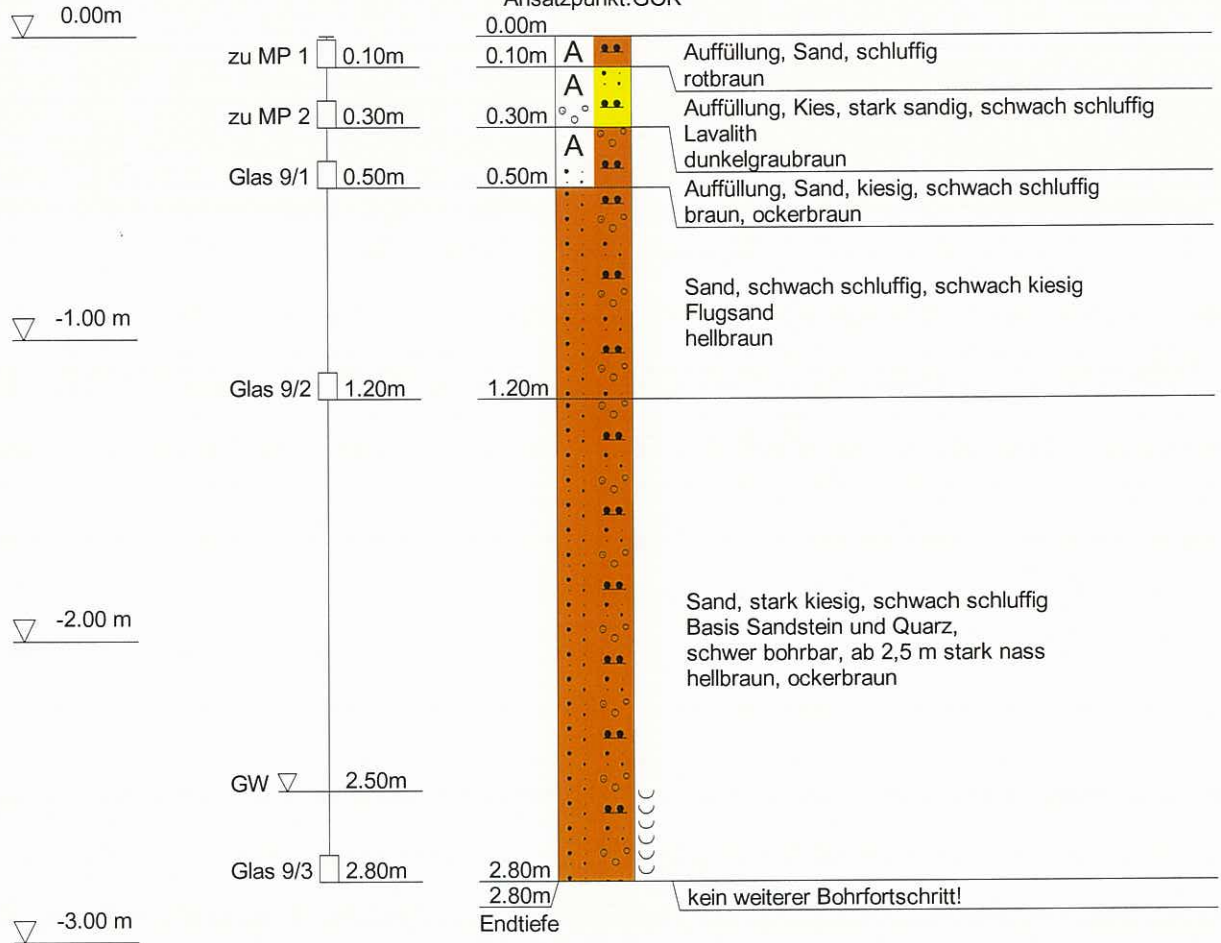 Ansatzpunkt:GOK
0.00m
0.00m
zu MP 1 0.10m
0.10m
A
Auffüllung, Sand, schluffig
rotbraun
A
zu MP 2 0.30m
0.30m
Auffüllung, Kies, stark sandig, schwach schluffig
Lavalith
dunkelgraubraun
A
Glas 9/1 0.50m
0.50m
Auffüllung, Sand, kiesig, schwach schluffig
braun, ockerbraun
Sand, schwach schluffig, schwach kiesig
Flugsand
hellbraun
-1.00 m
Glas 9/2 1.20m
1.20m
Sand, stark kiesig, schwach schluffig
Basis Sandstein und Quarz,
schwer bohrbar, ab 2,5 m stark nass
hellbraun, ockerbraun
-2.00 m
GW 2.50m
Glas 9/3 2.80m
2.80m
2.80m
kein weiterer Bohrfortschritt!
Endtiefe
-3.00 m